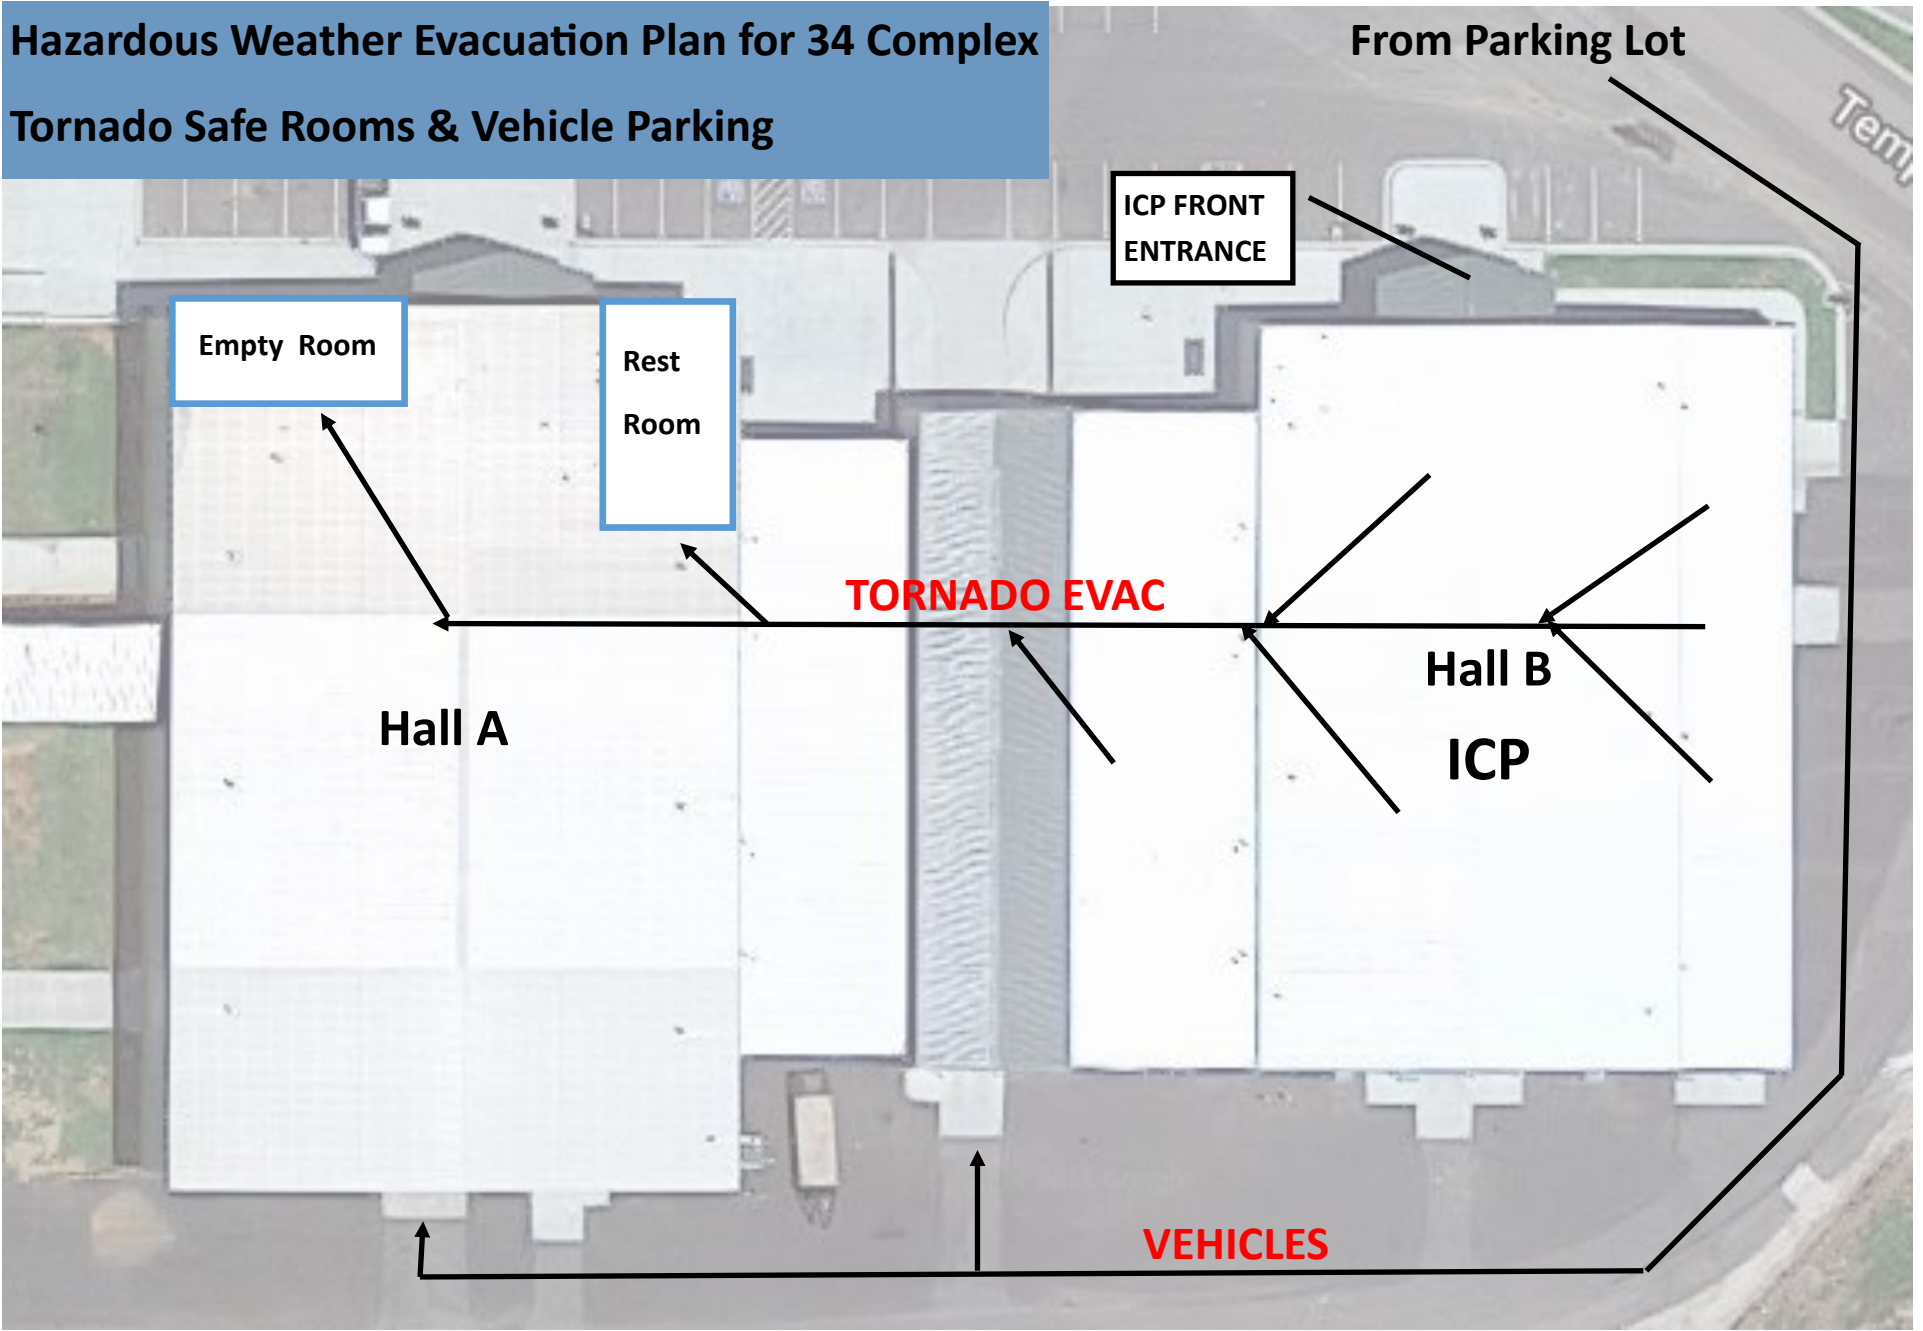 Hazardous Weather Evacuation Plan for 34 Complex
Tornado Safe Rooms & Vehicle Parking
From Parking Lot
ICP FRONT
ENTRANCE
Empty Room
Rest
Room
TORNADO EVAC
Hall B
ICP
Hall A
VEHICLES